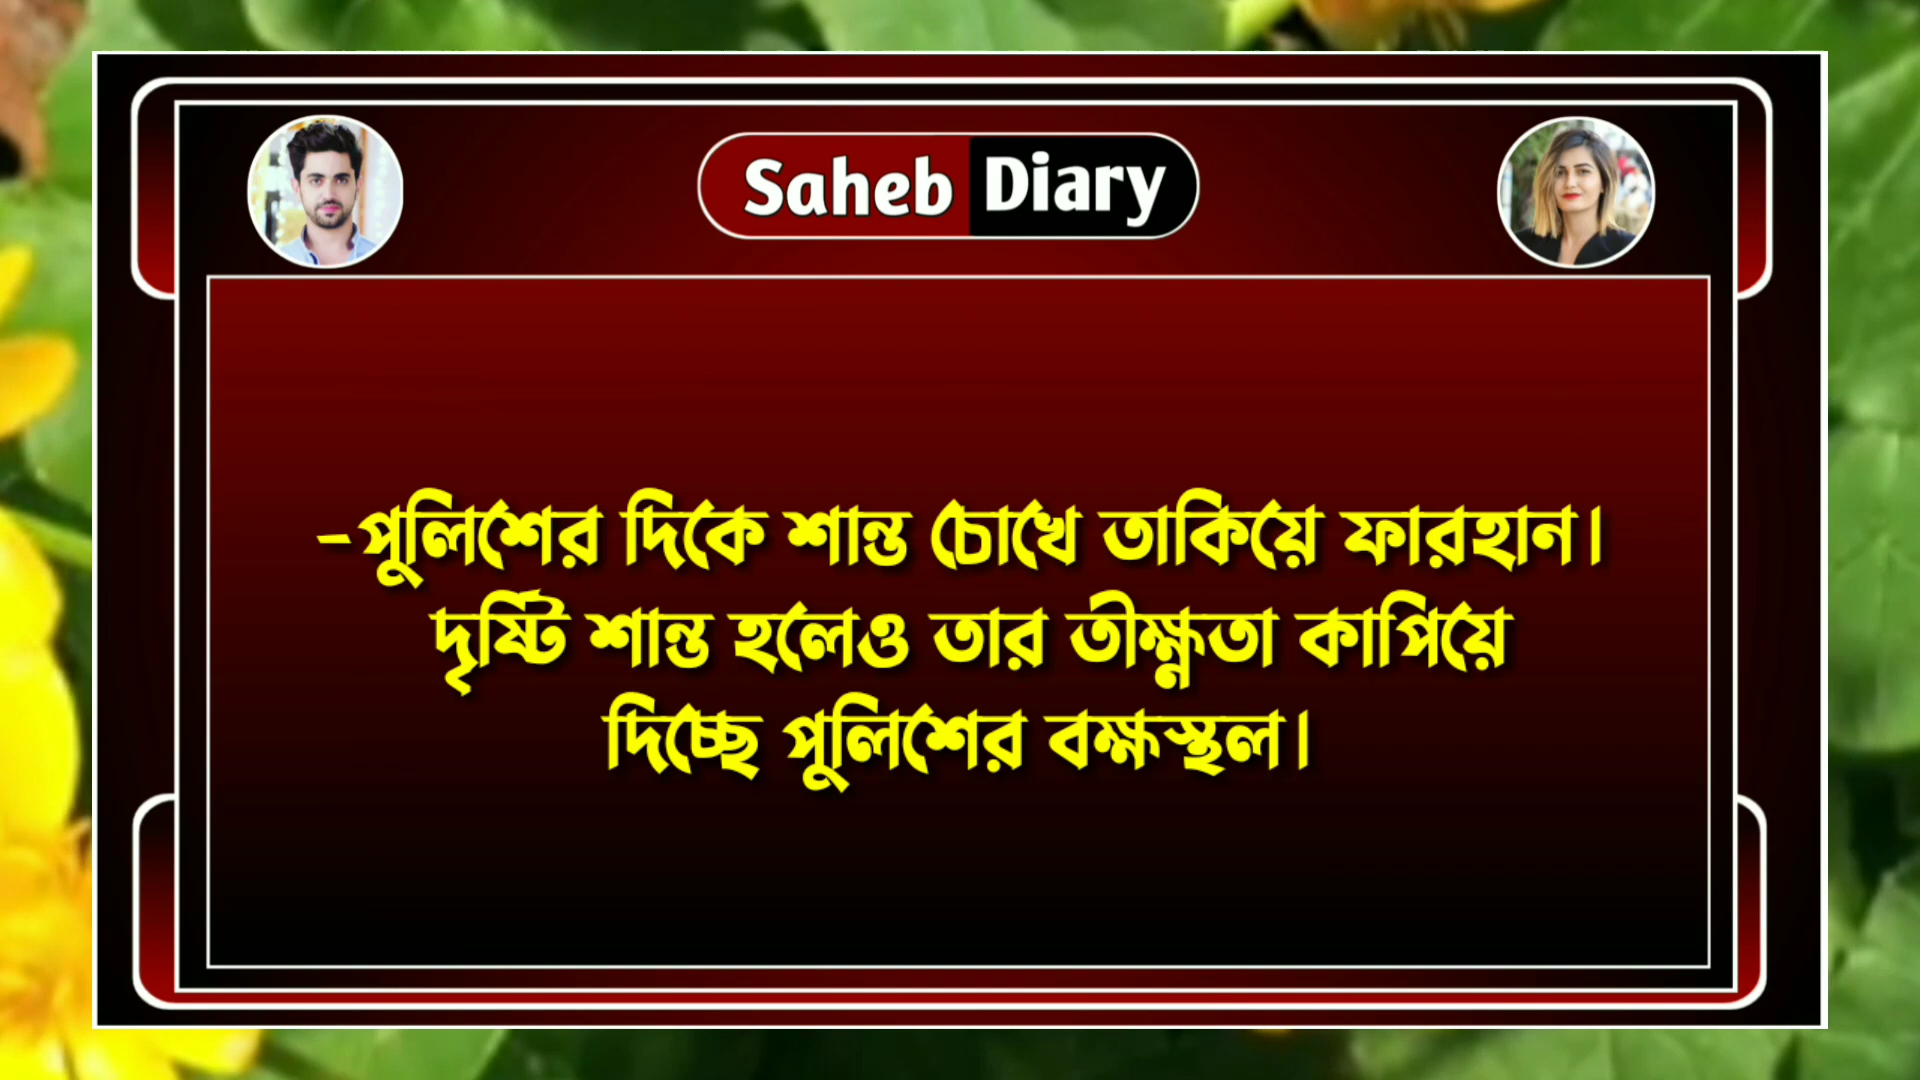 Saheb Diary
-পুলিশের দিকে শান্ত চোখে তাকিয়ে ফারহান।
দৃষ্টি শান্ত হলেও তার তীক্ষ্ণতা কাপিয়ে
দিচ্ছে পুলিশের বক্ষস্থল।